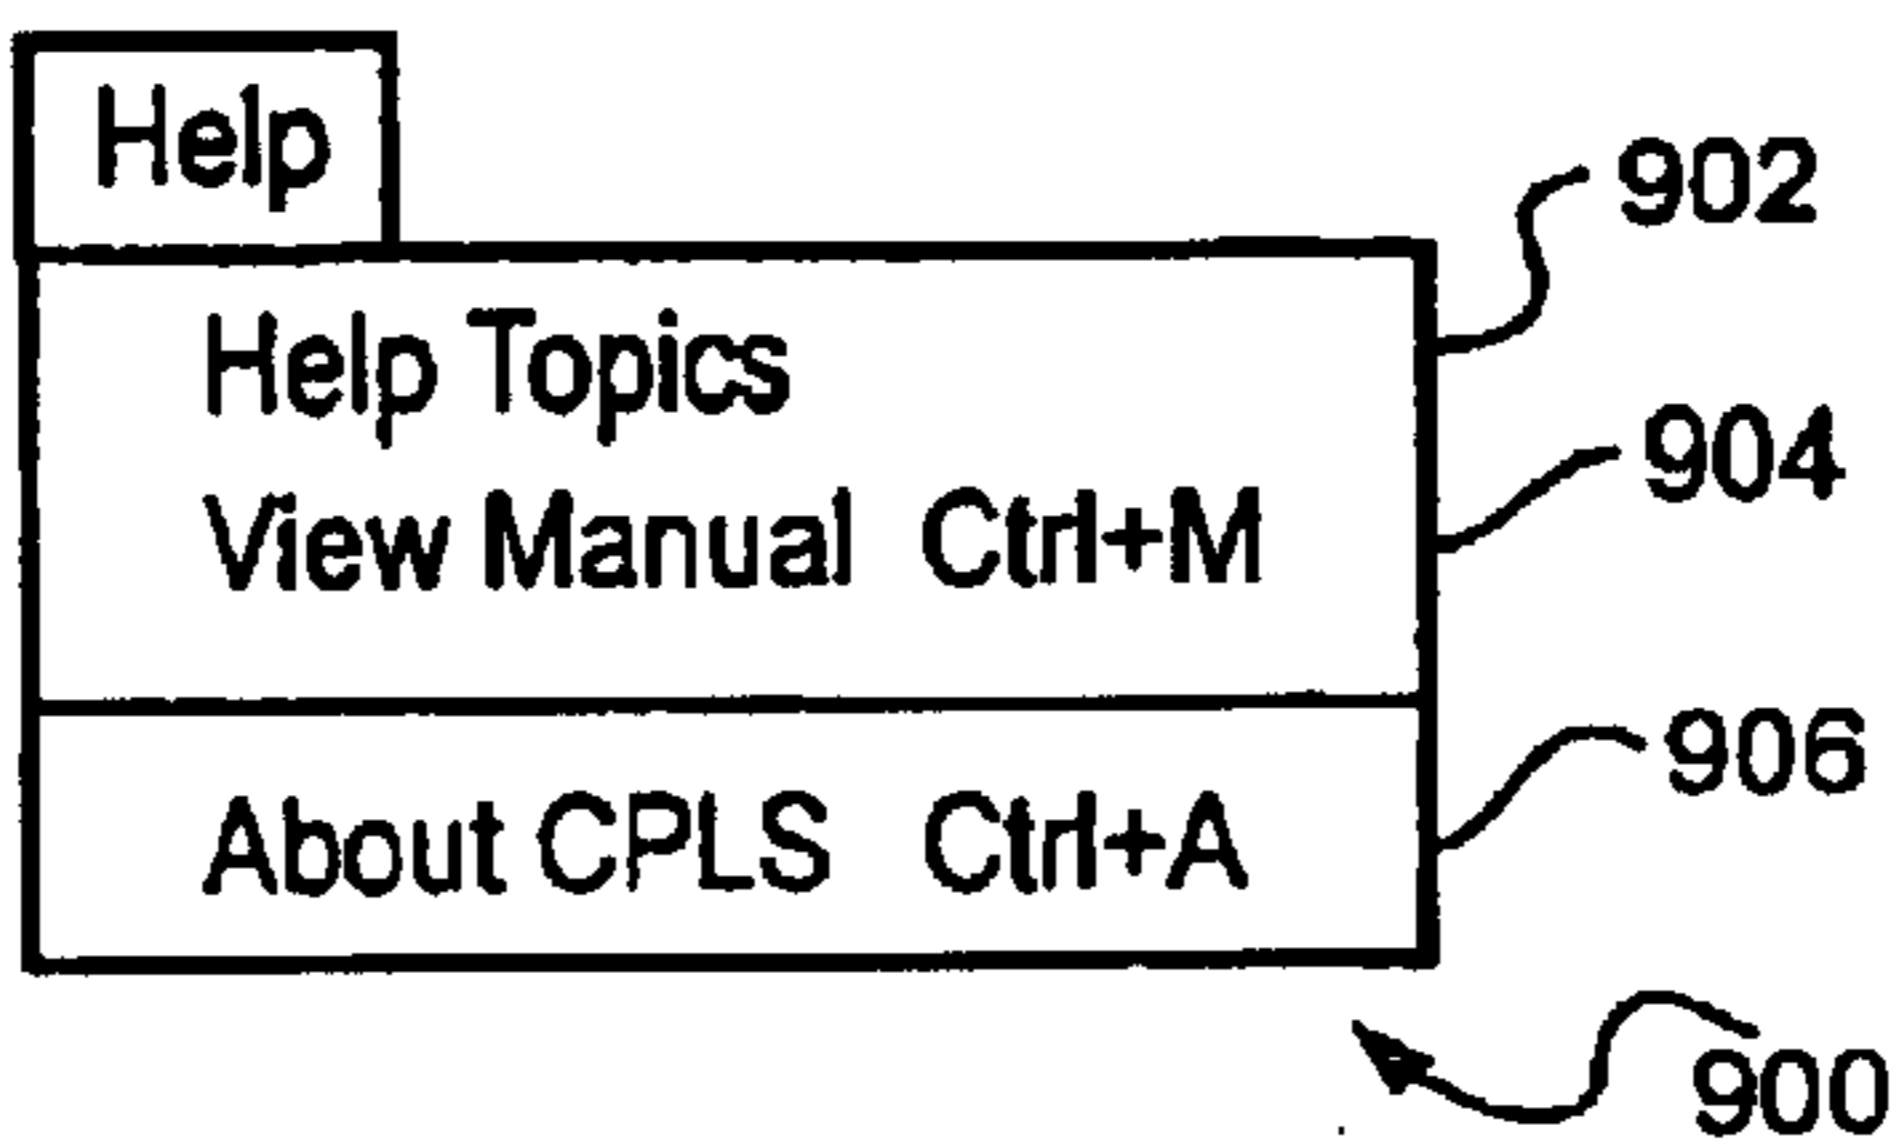 Help
902
Help Topics
904
View Manual Ctrl+M
906
About CPLS Ctrl+A
900